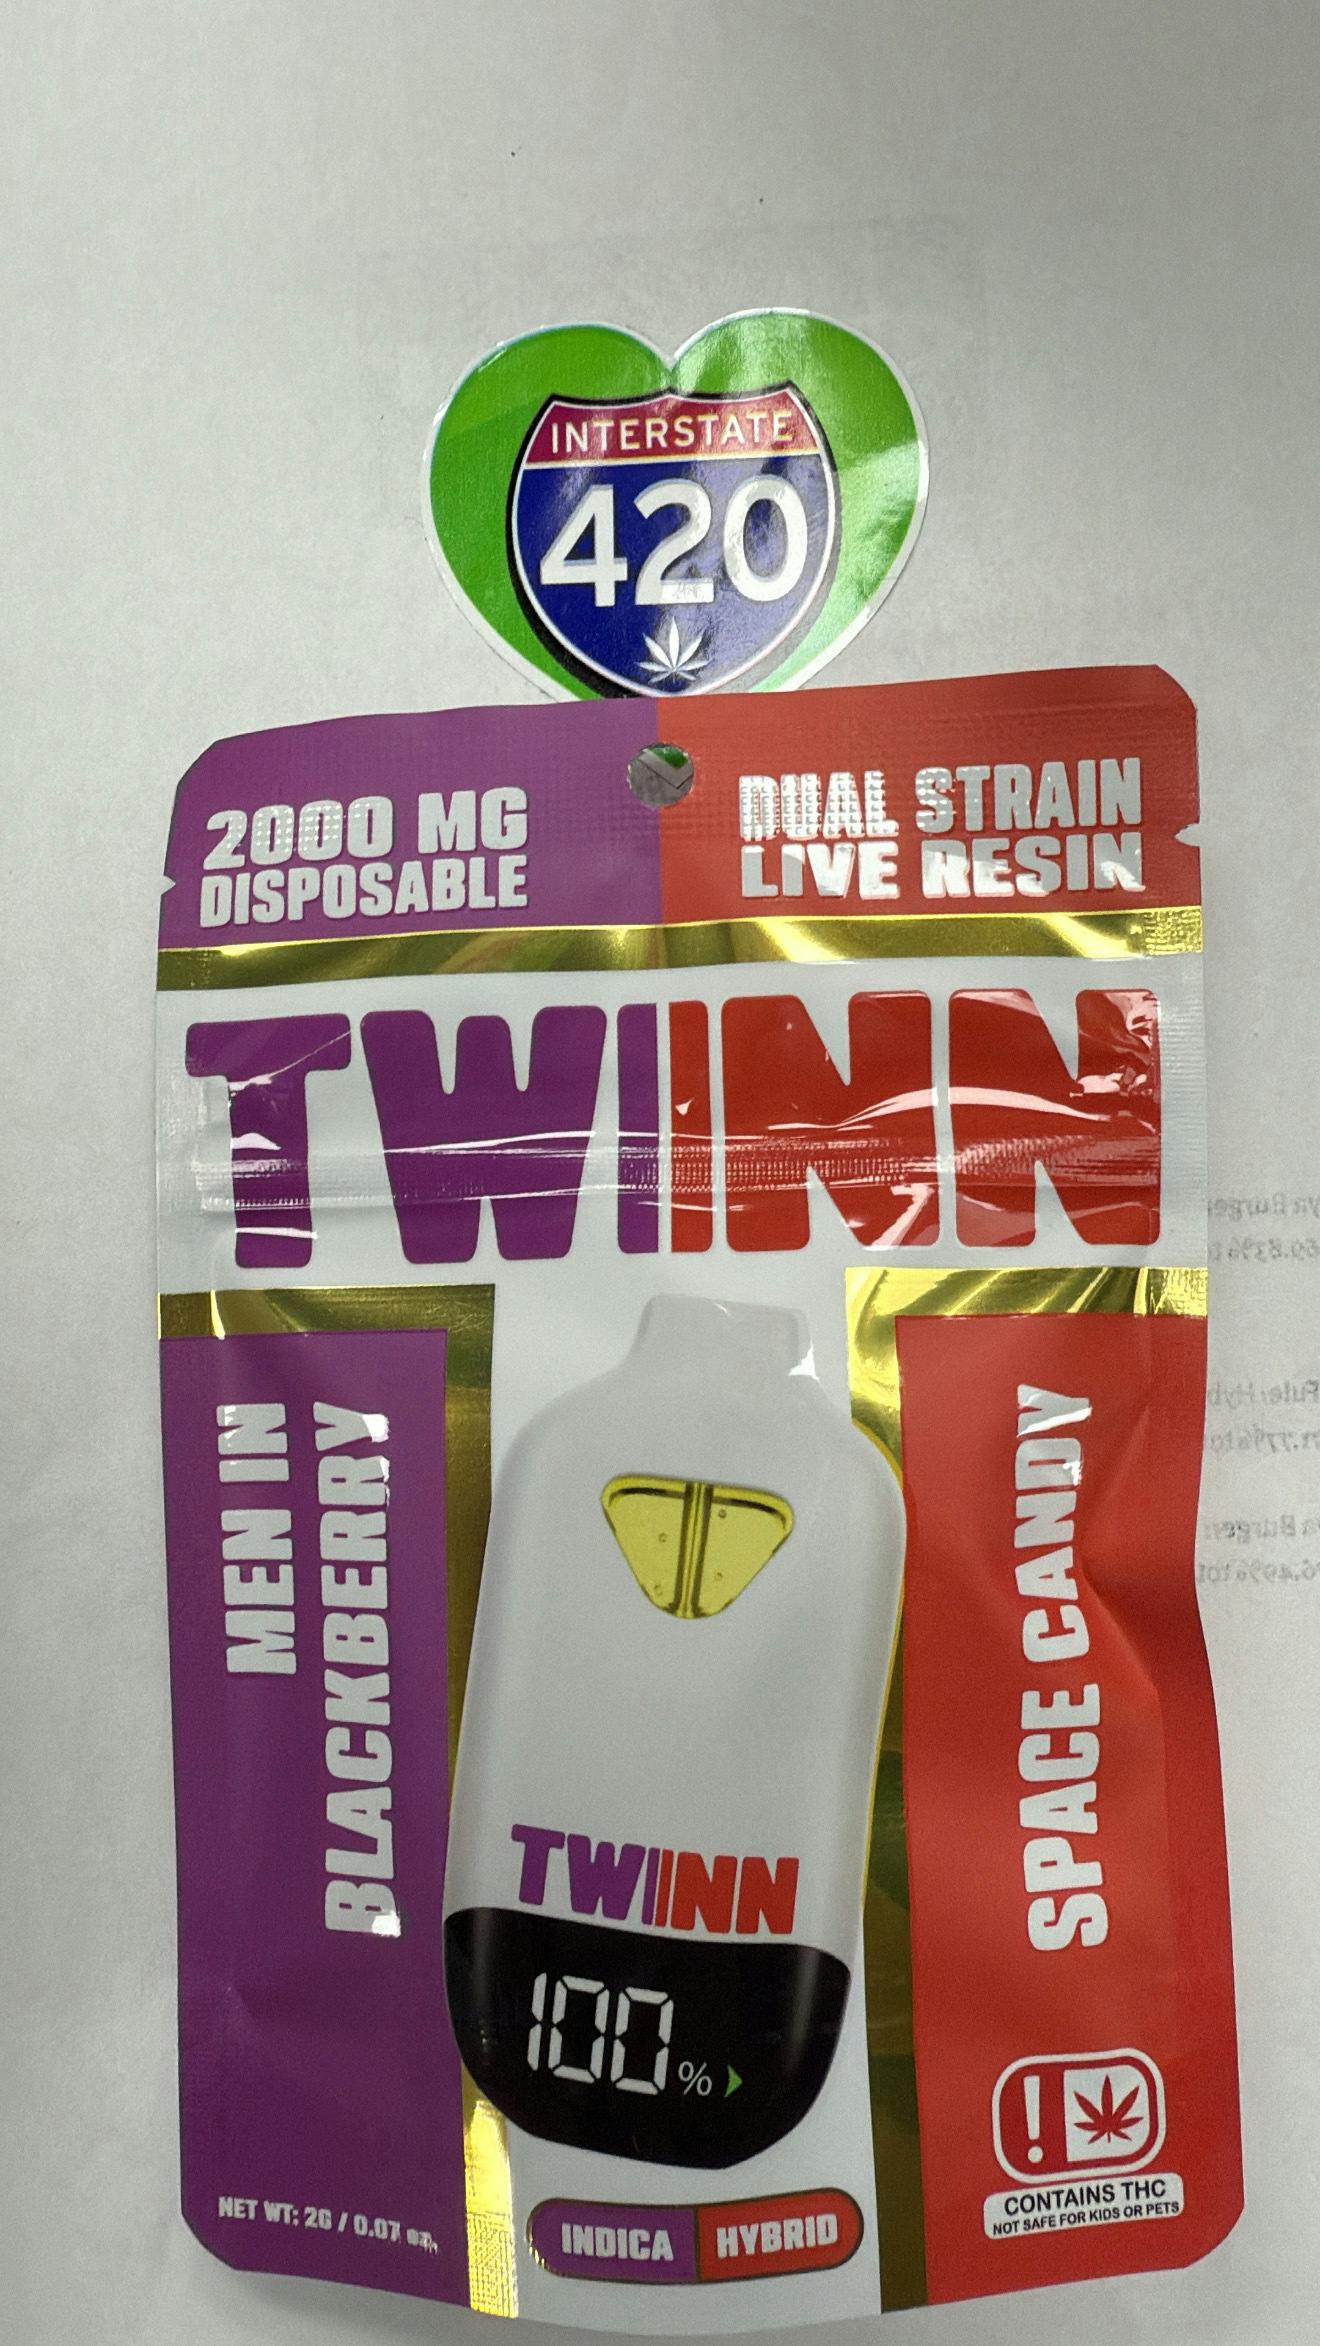 INTERSTATE
420
2000 MG
DISPOSABLE
DUAL STRAIN
LIVE RESIN
TWINN
MEN IN
BLACKBERRY
SPACE CANDY
TWINN
100% 
INDICA HYBRID
NET WT: 2G / 0.07 oz.
CONTAINS THC
NOT SAFE FOR KIDS OR PETS